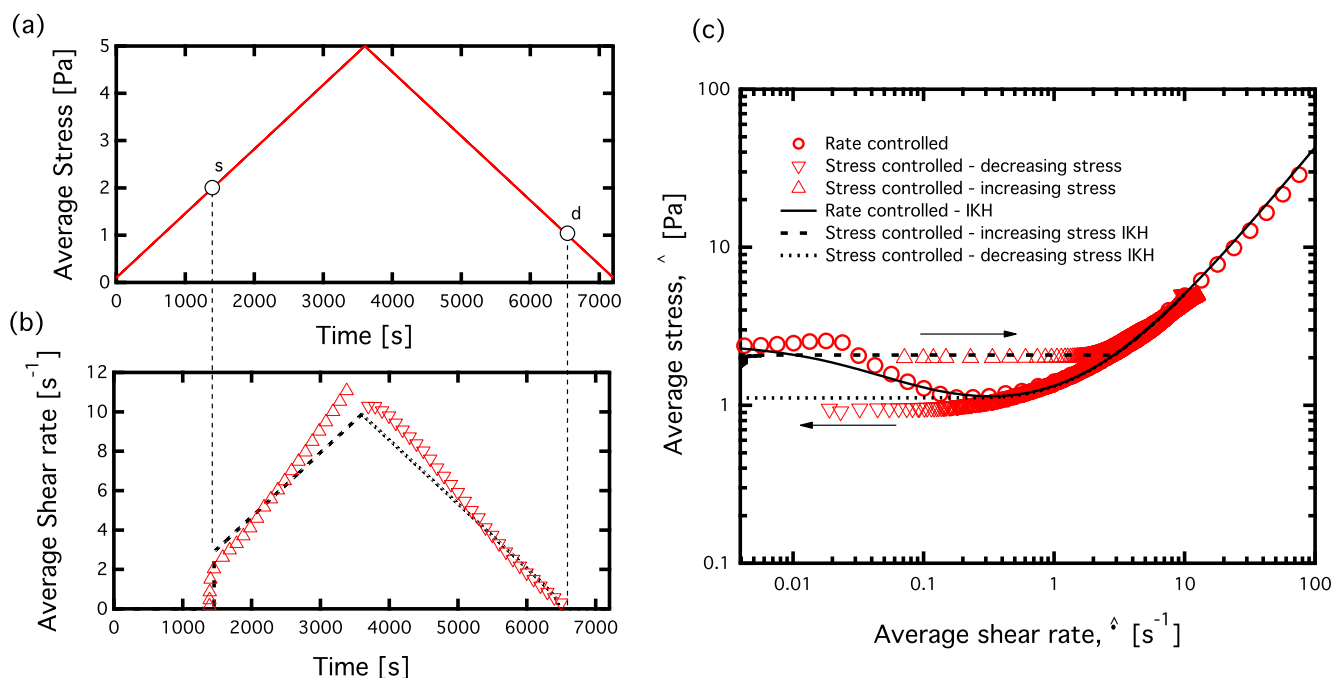 (a)
Average Stress [Pa]
5
4
3
2
1
0
s
d
0 1000 2000 3000 4000 5000 6000 7000
Time [s]
(b)
Average Shear rate [s⁻¹]
12
10
8
6
4
2
0
0 1000 2000 3000 4000 5000 6000 7000
Time [s]
(c)
Average stress, ^ [Pa]
100
10
1
0.1
Rate controlled
Stress controlled - decreasing stress
Stress controlled - increasing stress
Rate controlled - IKH
Stress controlled - increasing stress IKH
Stress controlled - decreasing stress IKH
0.01 0.1 1 10 100
Average shear rate, ^̇ [s⁻¹]